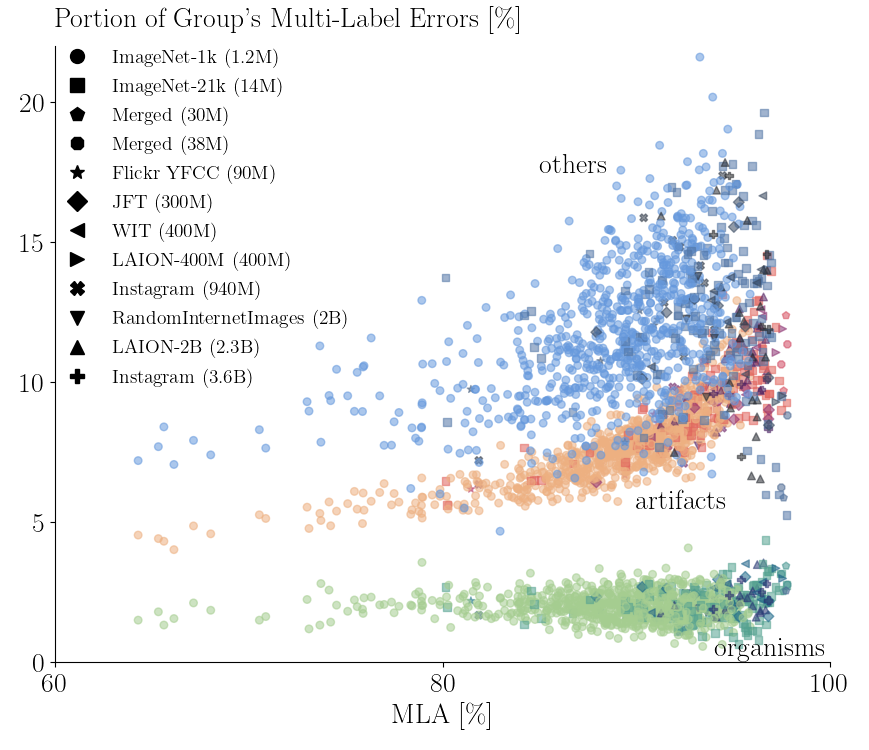 Portion of Group's Multi-Label Errors [%]
ImageNet-1k (1.2M)
ImageNet-21k (14M)
Merged (30M)
Merged (38M)
Flickr YFCC (90M)
JFT (300M)
WIT (400M)
LAION-400M (400M)
Instagram (940M)
RandomInternetImages (2B)
LAION-2B (2.3B)
Instagram (3.6B)
20
15
10
5
0
others
artifacts
organisms
60
80
100
MLA [%]